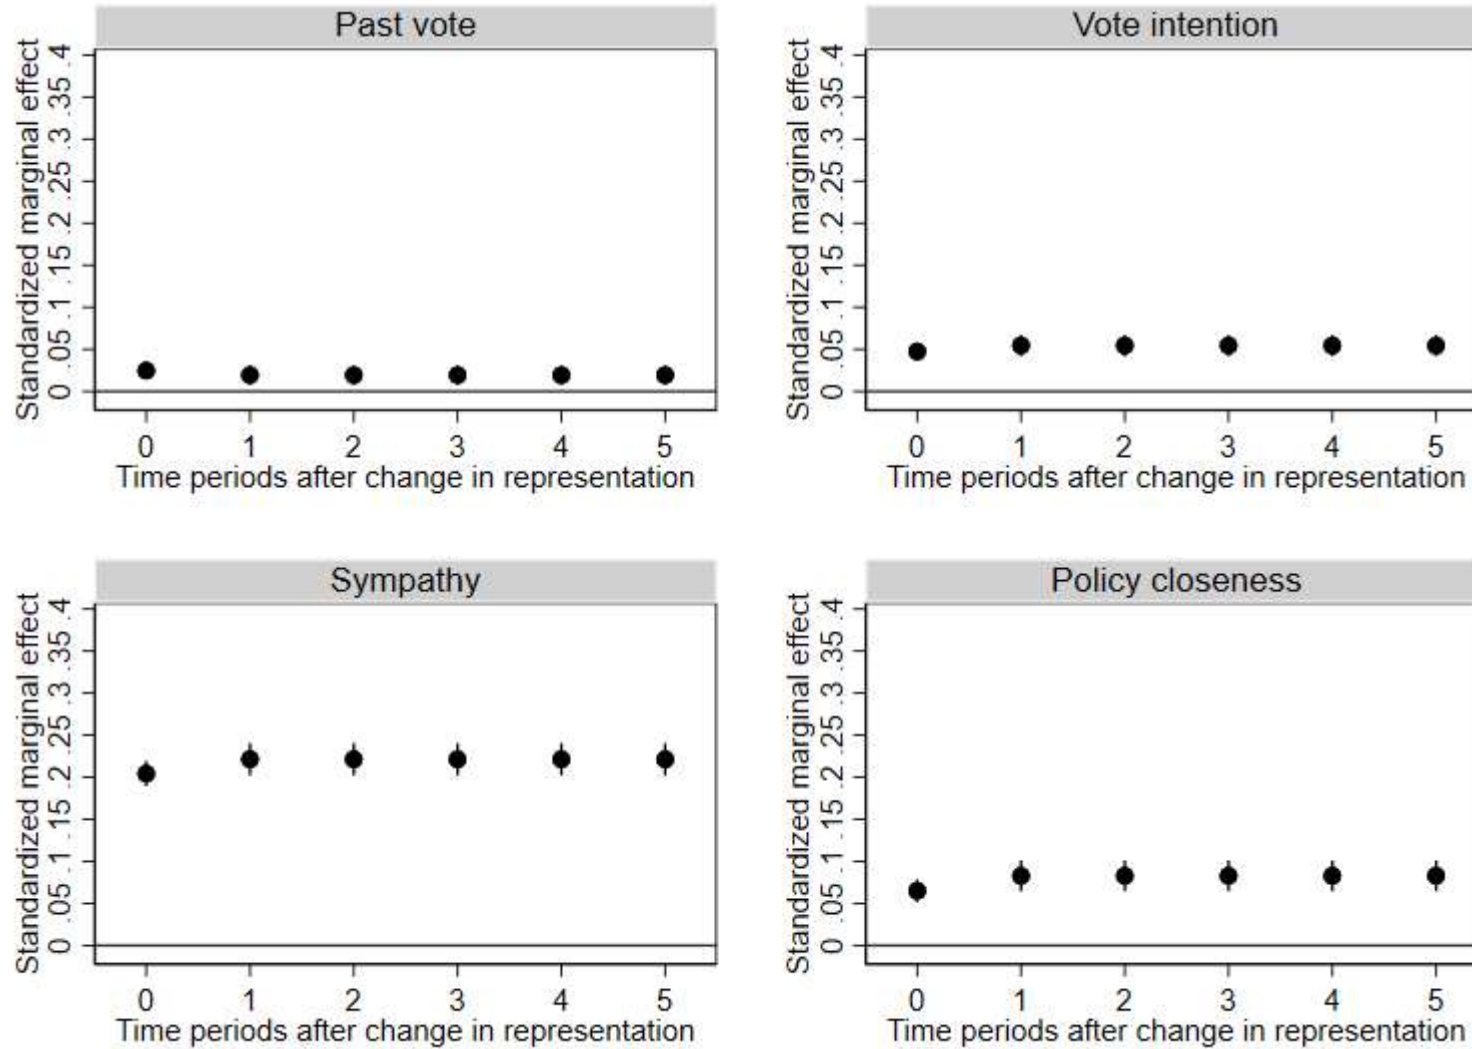 Past vote
Standardized marginal effect
0 .05 .1 .15 .2 .25 .3 .35 .4
0 1 2 3 4 5
Time periods after change in representation
Vote intention
Standardized marginal effect
0 .05 .1 .15 .2 .25 .3 .35 .4
0 1 2 3 4 5
Time periods after change in representation
Sympathy
Standardized marginal effect
0 .05 .1 .15 .2 .25 .3 .35 .4
0 1 2 3 4 5
Time periods after change in representation
Policy closeness
Standardized marginal effect
0 .05 .1 .15 .2 .25 .3 .35 .4
0 1 2 3 4 5
Time periods after change in representation